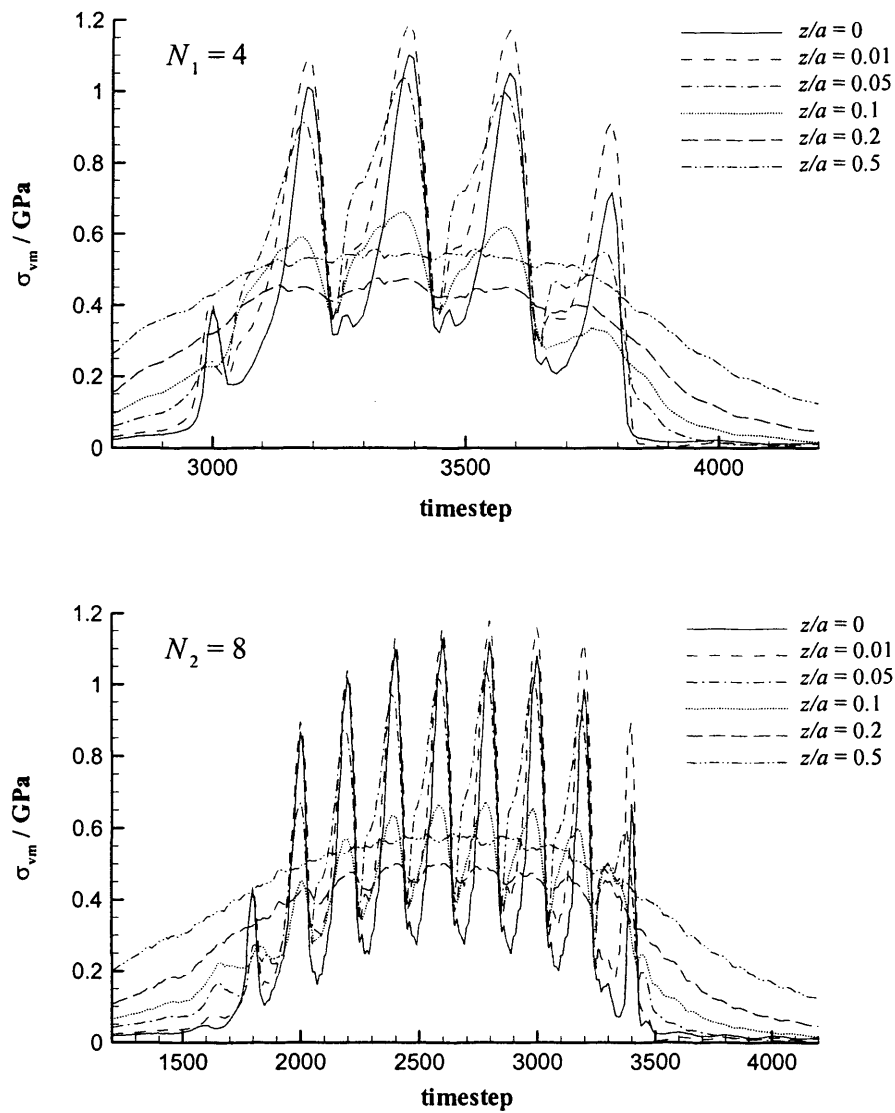 N₁ = 4
1.2
1
0.8
0.6
0.4
0.2
0
σvm / GPa
3000
3500
4000
timestep
z/a = 0
z/a = 0.01
z/a = 0.05
z/a = 0.1
z/a = 0.2
z/a = 0.5
N₂ = 8
1.2
1
0.8
0.6
0.4
0.2
0
σvm / GPa
1500
2000
2500
3000
3500
4000
timestep
z/a = 0
z/a = 0.01
z/a = 0.05
z/a = 0.1
z/a = 0.2
z/a = 0.5